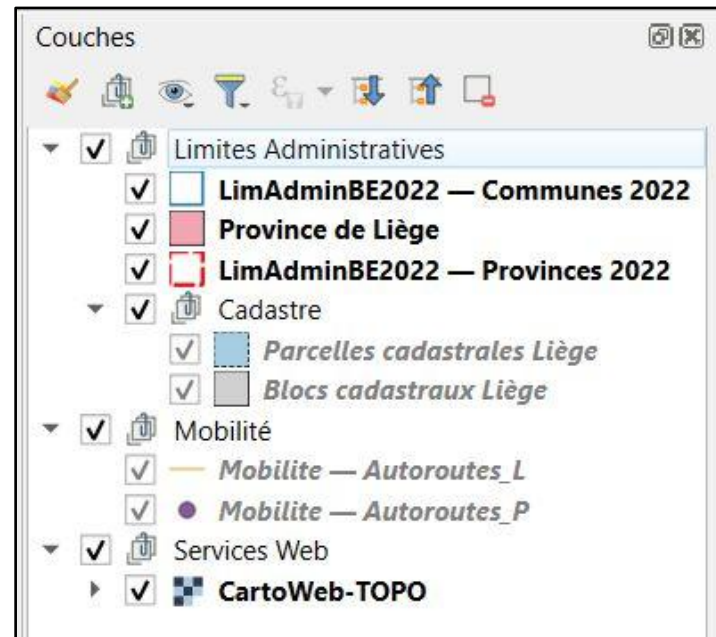 Couches
Limites Administratives
LimAdminBE2022 — Communes 2022
Province de Liège
LimAdminBE2022 — Provinces 2022
Cadastre
Parcelles cadastrales Liège
Blocs cadastraux Liège
Mobilité
Mobilite — Autoroutes_L
Mobilite — Autoroutes_P
Services Web
CartoWeb-TOPO